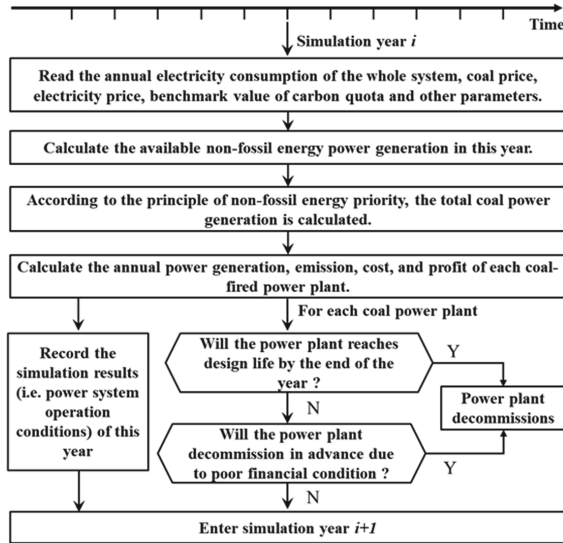 Time
Simulation year i
Read the annual electricity consumption of the whole system, coal price,
electricity price, benchmark value of carbon quota and other parameters.
Calculate the available non-fossil energy power generation in this year.
According to the principle of non-fossil energy priority, the total coal power
generation is calculated.
Calculate the annual power generation, emission, cost, and profit of each coal-
fired power plant.
For each coal power plant
Record the
simulation results
(i.e. power system
operation
conditions) of this
year
Will the power plant reaches
design life by the end of the
year ?
Y
N
Power plant
decommissions
Will the power plant
decommission in advance due
to poor financial condition ?
Y
N
Enter simulation year i+1